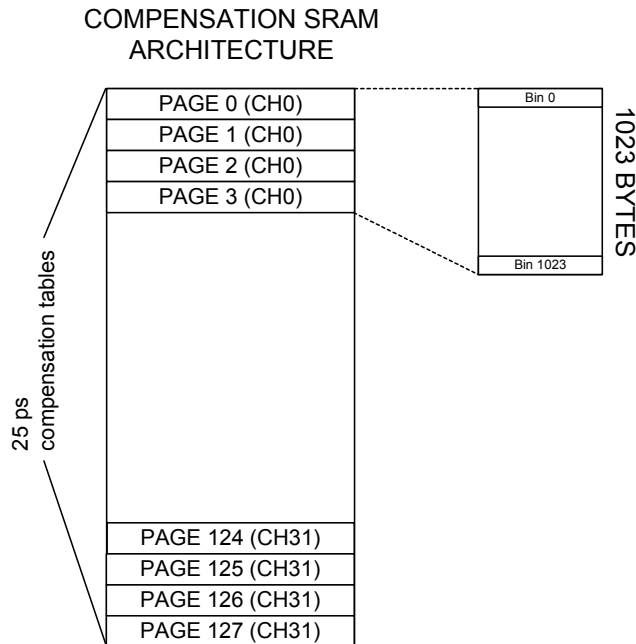 COMPENSATION SRAM
ARCHITECTURE
PAGE 0 (CH0)
PAGE 1 (CH0)
PAGE 2 (CH0)
PAGE 3 (CH0)
Bin 0
Bin 1023
1023 BYTES
25 ps
compensation tables
PAGE 124 (CH31)
PAGE 125 (CH31)
PAGE 126 (CH31)
PAGE 127 (CH31)